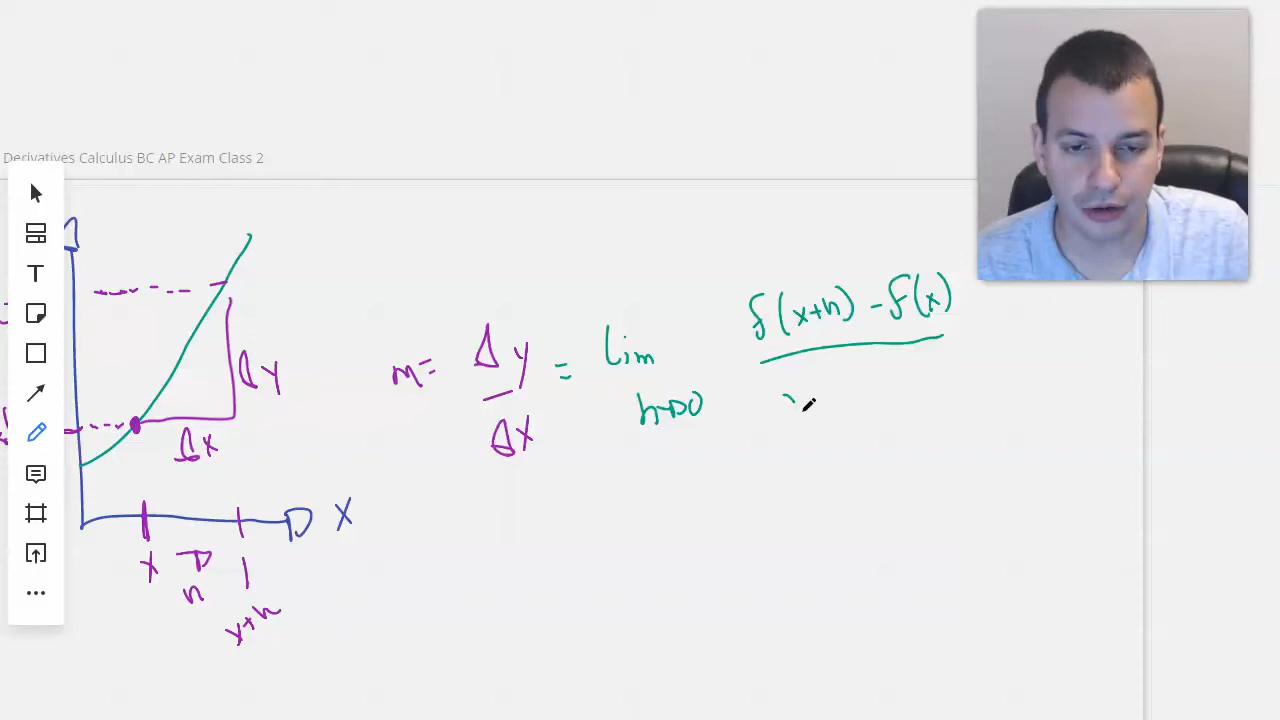 Derivatives Calculus BC AP Exam Class 2
T
Δy
Δx
x
h
x+h
X
m = Δy / Δx = lim h→0 f(x+h) - f(x)